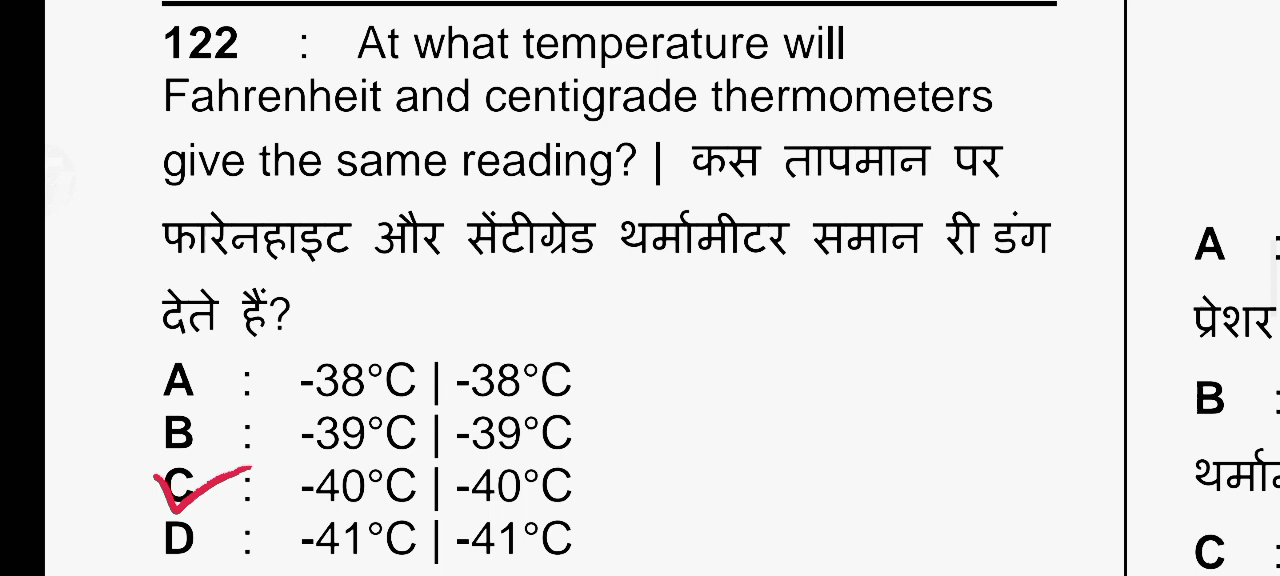 122 : At what temperature will
Fahrenheit and centigrade thermometers
give the same reading? | कस तापमान पर
फारेनहाइट और सेंटीग्रेड थर्मामीटर समान री डंग
देते हैं?
A : -38°C | -38°C
B : -39°C | -39°C
C : -40°C | -40°C
D : -41°C | -41°C
A :
प्रेशर
B :
C :